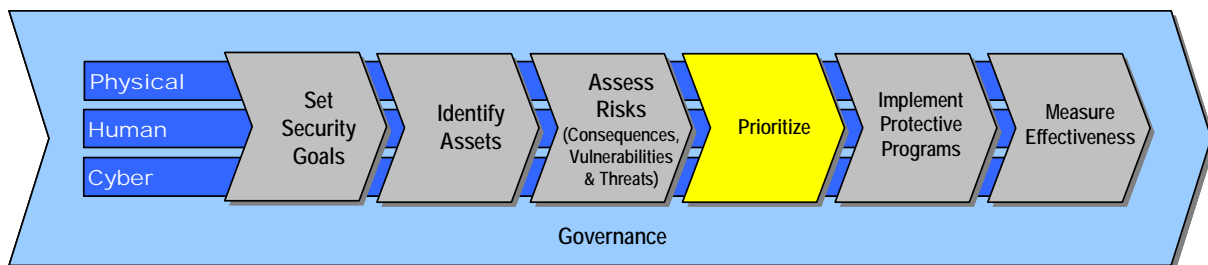 Physical
Human
Cyber
Set
Security
Goals
Identify
Assets
Assess
Risks
(Consequences,
Vulnerabilities
& Threats)
Prioritize
Implement
Protective
Programs
Measure
Effectiveness
Governance